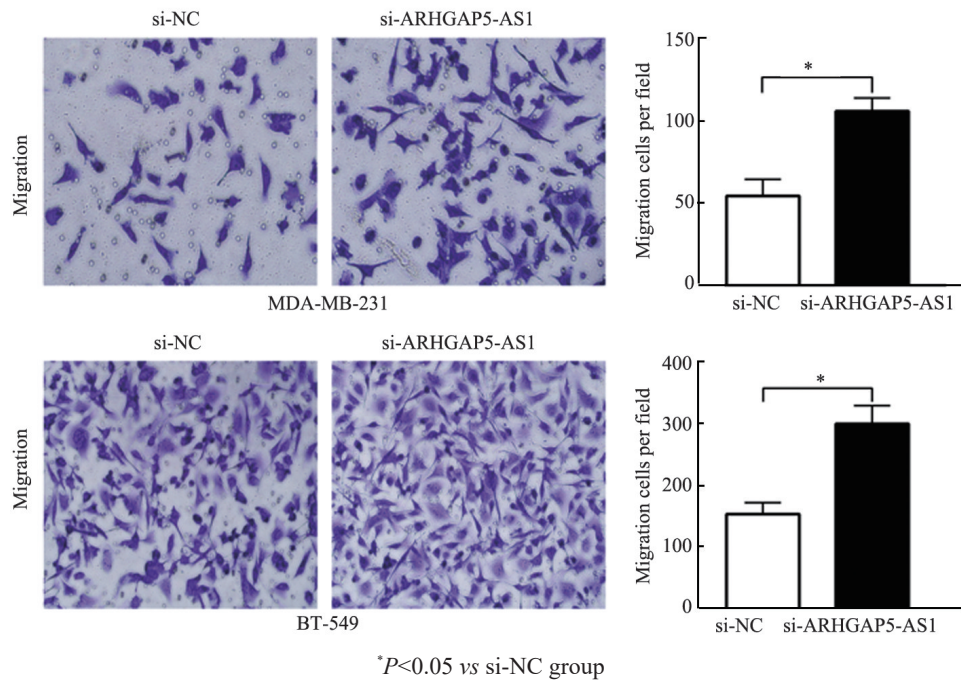 si-NC si-ARHGAP5-AS1
Migration
MDA-MB-231
150
100
50
0
Migration cells per field
*
si-NC si-ARHGAP5-AS1
si-NC si-ARHGAP5-AS1
Migration
BT-549
400
300
200
100
0
Migration cells per field
*
si-NC si-ARHGAP5-AS1
*P<0.05 vs si-NC group